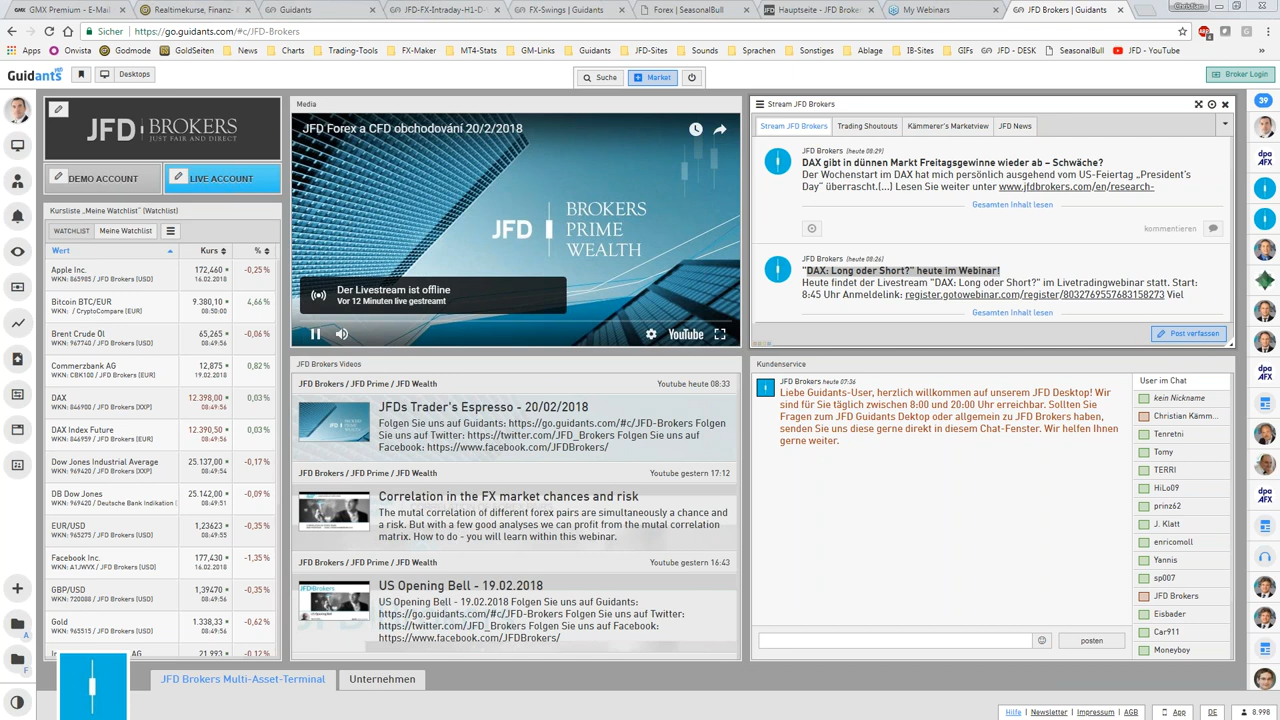 GMX Premium - E-Mail
Realtimekurse, Finanz-
Guidants
JFD-FX-Intraday-H1-D
FX-Swings | Guidants
Forex | SeasonalBull
Hauptseite - JFD Broker
My Webinars
JFD Brokers | Guidants
Christian
Sicher | https://go.guidants.com/#c/JFD-Brokers
Apps Onvista Godmode GoldSeiten News Charts Trading-Tools FX-Maker MT4-Stats GM-Links Guidants JFD-Sites Sounds Sprachen Sonstiges Ablage IB-Sites GIFs JFD - DESK SeasonalBull JFD - YouTube
Guidants Desktops Suche Market Broker Login
JFD BROKERS
JUST FAIR AND DIRECT
DEMO ACCOUNT LIVE ACCOUNT
Kursliste „Meine Watchlist“ (Watchlist)
WATCHLIST Meine Watchlist
Wert Kurs %
Apple Inc. 172,460 -0,25%
WKN: 865985 / JFD Brokers (USD) 16.02.2018
Bitcoin BTC/EUR 9.380,10 4,66%
WKN: / CryptoCompare (EUR) 08:50:00
Brent Crude Öl 65,265 -0,06%
WKN: 967740 / JFD Brokers (USD) 08:49:56
Commerzbank AG 12,875 0,82%
WKN: CBK100 / JFD Brokers (EUR) 19.02.2018
DAX 12.398,00 0,03%
WKN: 846900 / JFD Brokers (XXP) 08:49:56
DAX Index Future 12.390,50 0,03%
WKN: 846959 / JFD Brokers (EUR) 08:49:56
Dow Jones Industrial Average 25.137,00 -0,17%
WKN: 969420 / JFD Brokers (XXP) 08:49:54
DB Dow Jones 25.142,00 -0,09%
WKN: 969420 / Deutsche Bank Indikation 08:49:51
EUR/USD 1,23623 -0,35%
WKN: 965275 / JFD Brokers (USD) 08:49:56
Facebook Inc. 177,430 -1,35%
WKN: A1JWVX / JFD Brokers (USD) 16.02.2018
GBP/USD 1,39470 -0,35%
WKN: 720088 / JFD Brokers (USD) 08:49:56
Gold 1.338,33 -0,62%
WKN: 965515 / JFD Brokers (USD) 08:49:56
21.993 -0,12%
Media
JFD Forex a CFD obchodování 20/2/2018
JFD BROKERS
PRIME
WEALTH
Der Livestream ist offline
Vor 12 Minuten live gestreamt
YouTube
JFD Brokers Videos
JFD Brokers / JFD Prime / JFD Wealth Youtube heute 08:33
JFDs Trader's Espresso - 20/02/2018
Folgen Sie uns auf Guidants: https://go.guidants.com/#c/JFD-Brokers Folgen
Sie uns auf Twitter: https://twitter.com/JFD_Brokers Folgen Sie uns auf
Facebook: https://www.facebook.com/JFDBrokers/
JFD Brokers / JFD Prime / JFD Wealth Youtube gestern 17:12
Correlation in the FX market chances and risk
The mutal correlation of different forex pairs are simultaneously a chance and
a risk. But with a few good analyses we can profit from the mutal correlation
matrix. How to do - you will learn within this webinar.
JFD Brokers / JFD Prime / JFD Wealth Youtube gestern 16:43
US Opening Bell - 19.02.2018
US Opening Bell - 19.02.2018 Folgen Sie uns auf Guidants:
https://go.guidants.com/#c/JFD-Brokers Folgen Sie uns auf Twitter:
https://twitter.com/JFD_Brokers Folgen Sie uns auf Facebook:
https://www.facebook.com/JFDBrokers/
Stream JFD Brokers
Stream JFD Brokers Trading Shoutouts Kämmerer's Marketview JFD News
JFD Brokers (heute 08:29)
DAX gibt in dünnen Markt Freitagsgewinne wieder ab – Schwäche?
Der Wochenstart im DAX hat mich persönlich ausgehend vom US-Feiertag „President's
Day“ überrascht.(...) Lesen Sie weiter unter www.jfdbrokers.com/en/research-
Gesamten Inhalt lesen
kommentieren
JFD Brokers (heute 08:26)
"DAX: Long oder Short?" heute im Webinar!
Heute findet der Livestream "DAX: Long oder Short?" im Livetradingwebinar statt. Start:
8:45 Uhr Anmeldelink: register.gotowebinar.com/register/8032769557683158273 Viel
Gesamten Inhalt lesen
Post verfassen
Kundenservice
JFD Brokers heute 07:36
Liebe Guidants-User, herzlich willkommen auf unserem JFD Desktop! Wir
sind für Sie täglich zwischen 8:00 und 20:00 Uhr erreichbar. Sollten Sie
Fragen zum JFD Guidants Dektop oder allgemein zu JFD Brokers haben,
senden Sie uns diese gerne direkt in diesem Chat-Fenster. Wir helfen Ihnen
gerne weiter.
posten
User im Chat
kein Nickname
Christian Kämm...
Tenretni
Tomy
TERRI
HiLo09
prinz62
J. Klatt
enricomoll
Yannis
sp007
JFD Brokers
Eisbader
Car911
Moneyboy
39
dpa
AFX
dpa
AFX
dpa
AFX
A
F
JFD Brokers Multi-Asset-Terminal Unternehmen
Hilfe | Newsletter | Impressum | AGB App DE 8.998